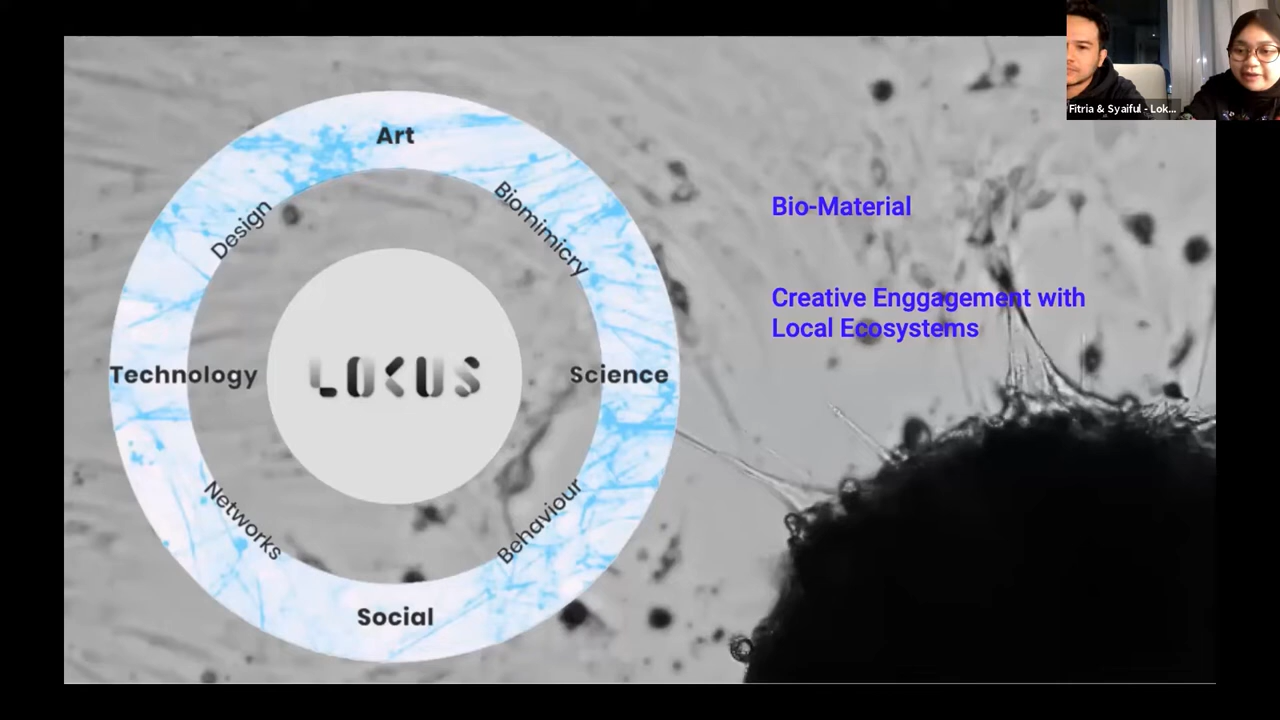 Fitria & Syaiful - Lok...
Art
Design
Biomimicry
Bio-Material
Creative Enggagement with
Local Ecosystems
Technology
LOKUS
Science
Networks
Behaviour
Social